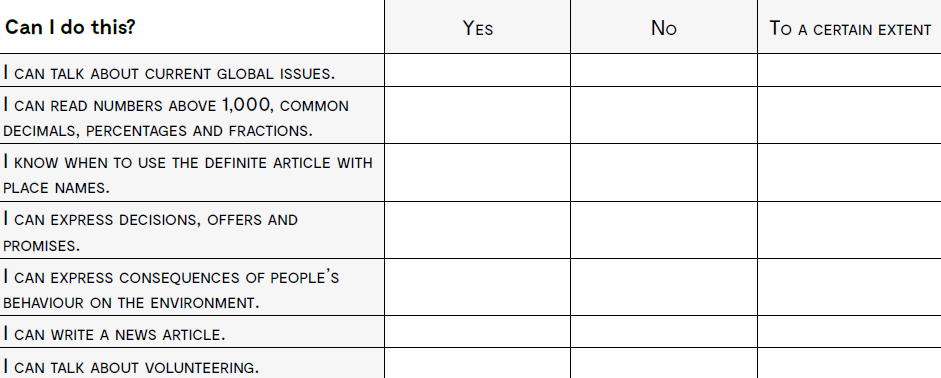 Can I do this? Yes No To a certain extent
I can talk about current global issues.
I can read numbers above 1,000, common
decimals, percentages and fractions.
I know when to use the definite article with
place names.
I can express decisions, offers and
promises.
I can express consequences of people's
behaviour on the environment.
I can write a news article.
I can talk about volunteering.